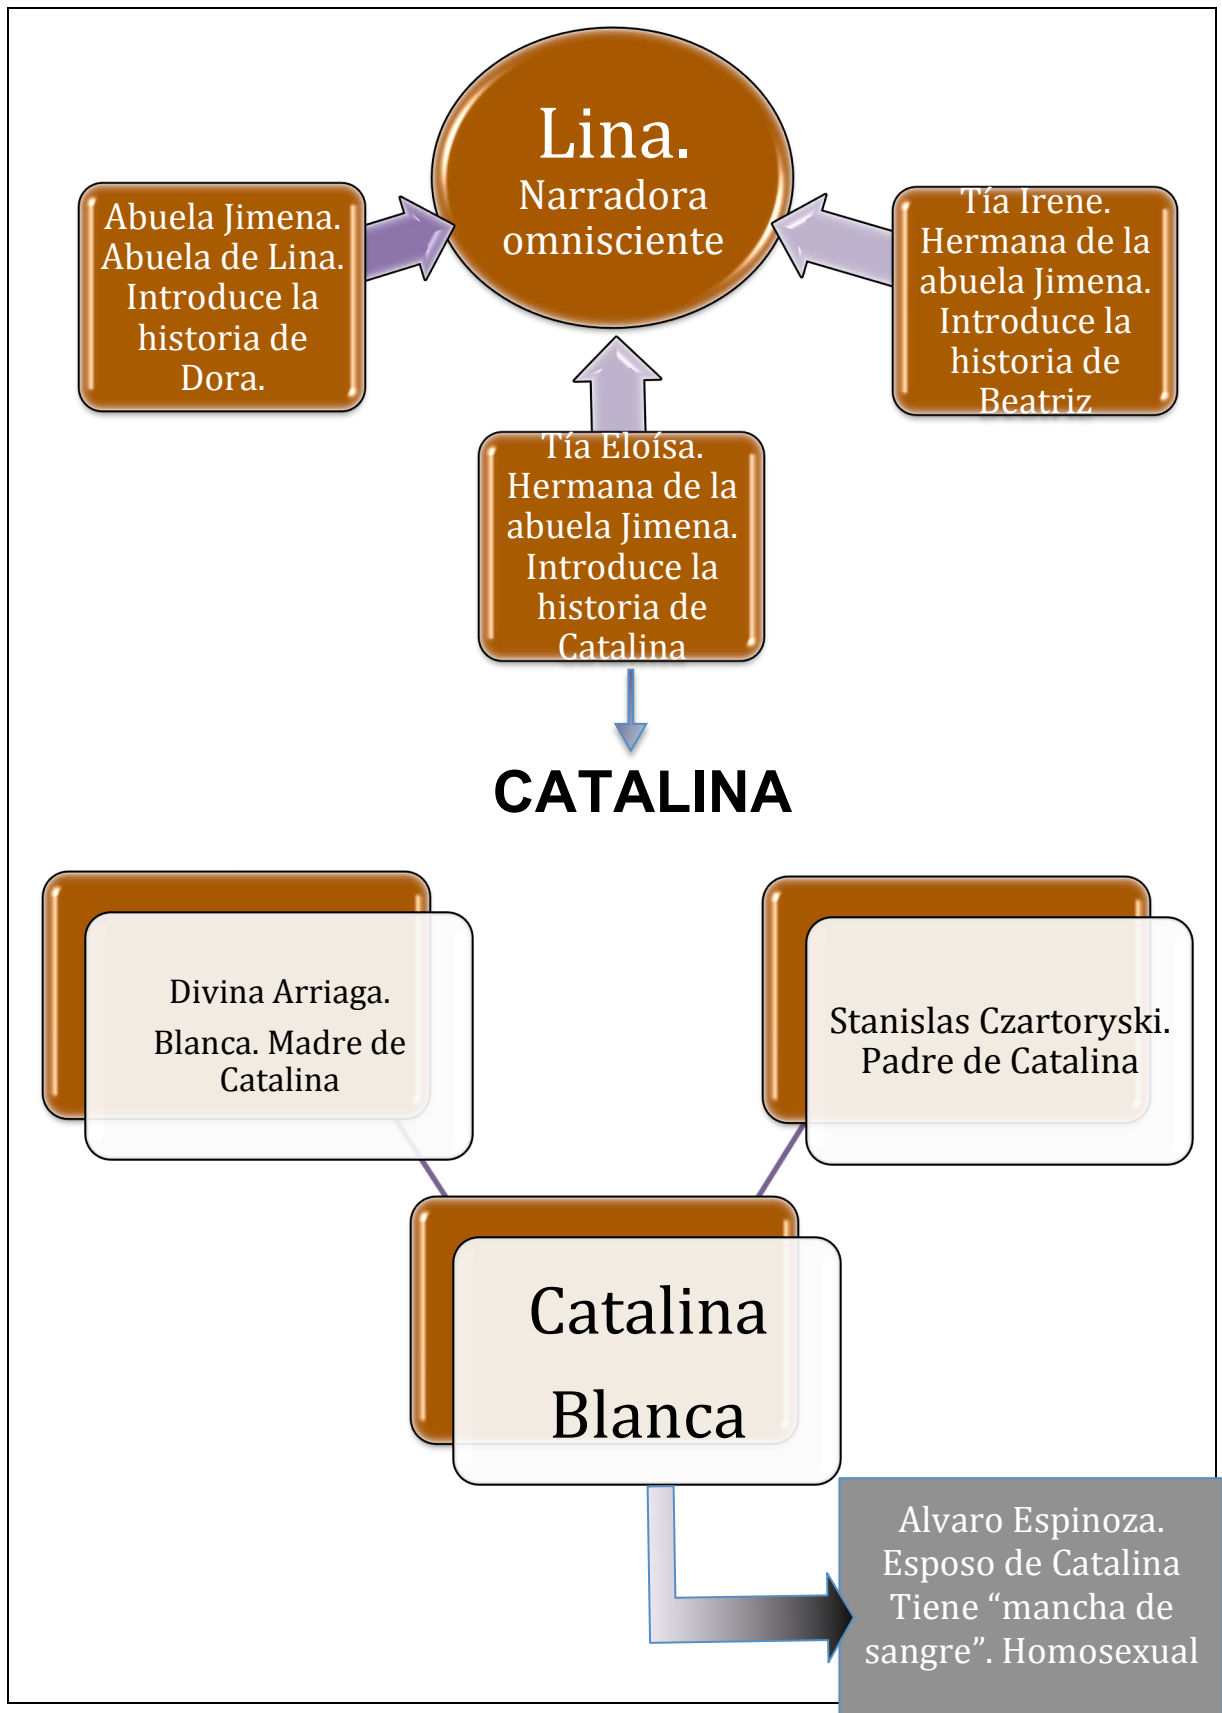 Lina.
Narradora
omnisciente
Abuela Jimena.
Abuela de Lina.
Introduce la
historia de
Dora.
Tía Irene.
Hermana de la
abuela Jimena.
Introduce la
historia de
Beatriz
Tía Eloísa.
Hermana de la
abuela Jimena.
Introduce la
historia de
Catalina
CATALINA
Divina Arriaga.
Blanca. Madre de
Catalina
Stanislas Czartoryski.
Padre de Catalina
Catalina
Blanca
Alvaro Espinoza.
Esposo de Catalina
Tiene “mancha de
sangre”. Homosexual